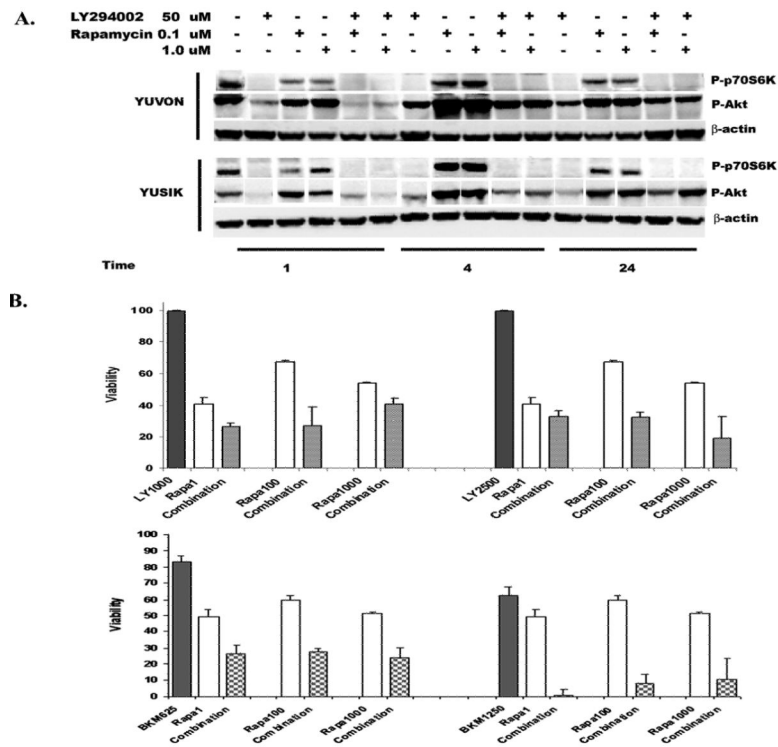 A.
LY294002 50 uM - + - - + + + - - + + + - - + +
Rapamycin 0.1 uM - - + - + - - + - + - - + - + -
1.0 uM - - - + - + - - + - + - - + - +
YUVON
P-p70S6K
P-Akt
β-actin
YUSIK
P-p70S6K
P-Akt
β-actin
Time 1 4 24
B.
Viability
100
80
60
40
20
0
LY1000 Rapa1 Combination Rapa100 Combination Rapa1000 Combination LY2500 Rapa1 Combination Rapa100 Combination Rapa1000 Combination
Viability
100
90
80
70
60
50
40
30
20
10
0
BKM625 Rapa1 Combination Rapa100 Combination Rapa1000 Combination BKM1250 Rapa1 Combination Rapa100 Combination Rapa1000 Combination